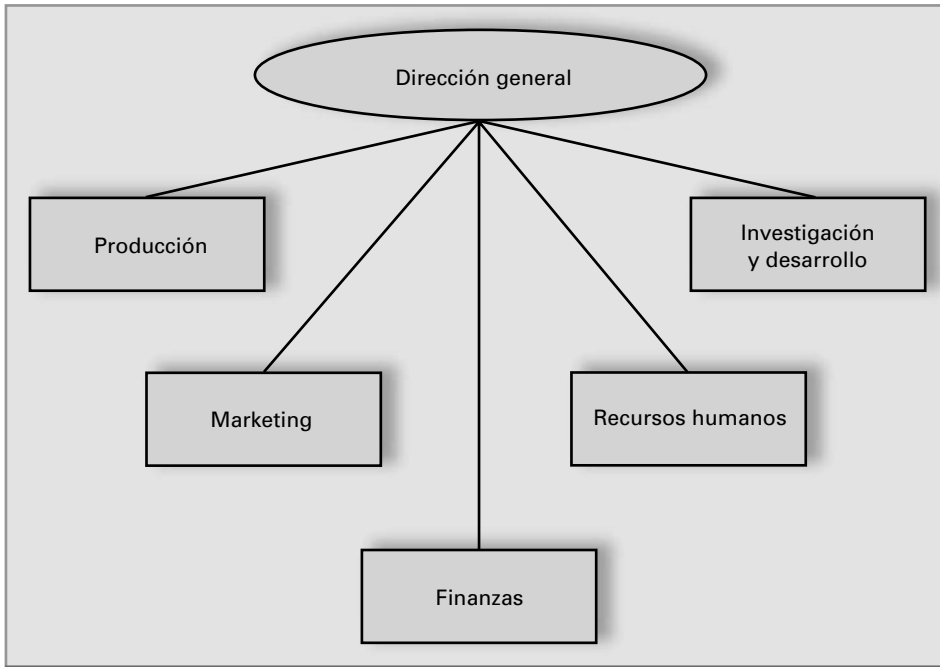 Dirección general
Producción
Investigación
y desarrollo
Marketing
Recursos humanos
Finanzas